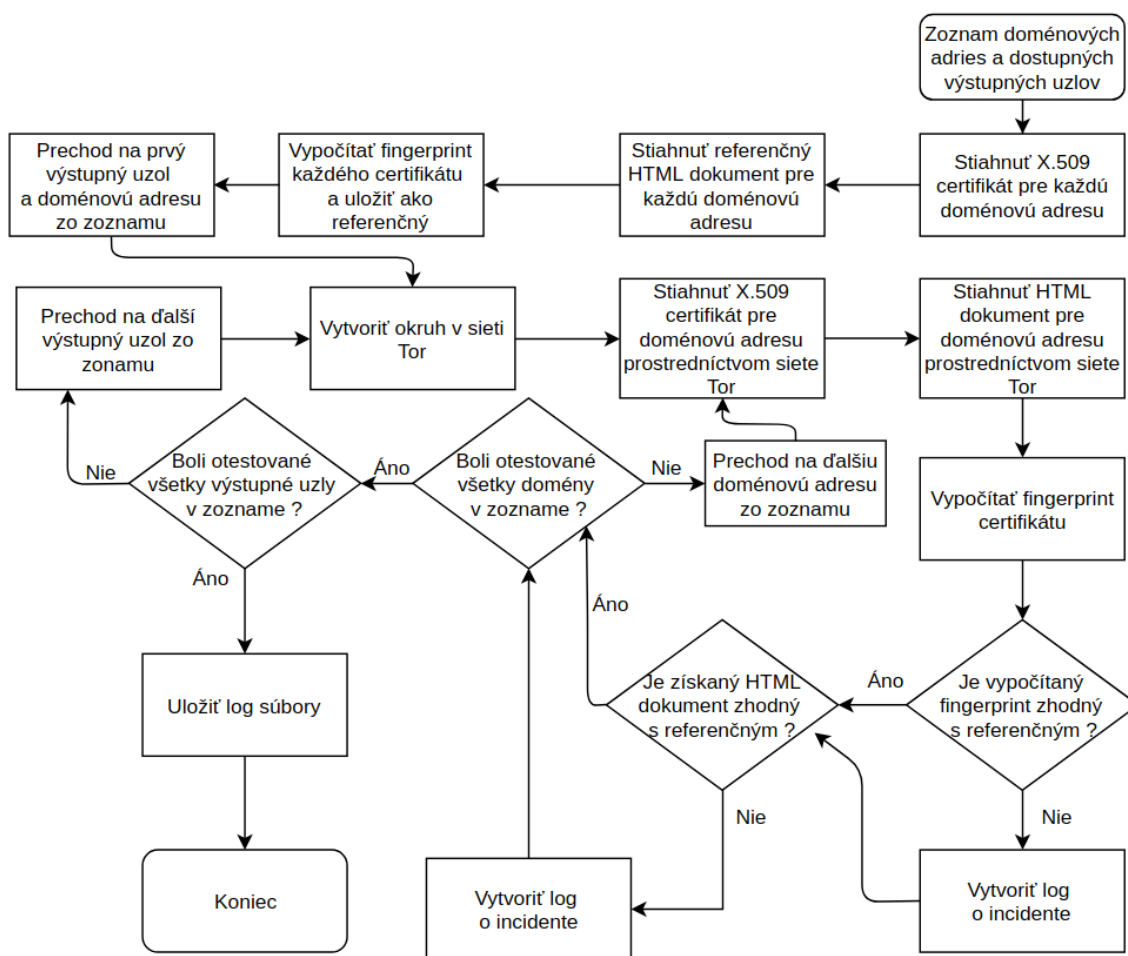 Zoznam doménových
adries a dostupných
výstupných uzlov
Stiahnuť X.509
certifikát pre každú
doménovú adresu
Stiahnuť referenčný
HTML dokument pre
každú doménovú
adresu
Vypočítať fingerprint
každého certifikátu
a uložiť ako
referenčný
Prechod na prvý
výstupný uzol
a doménovú adresu
zo zoznamu
Prechod na ďalší
výstupný uzol zo
zonamu
Vytvoriť okruh v sieti
Tor
Stiahnuť X.509
certifikát pre
doménovú adresu
prostredníctvom siete
Tor
Stiahnuť HTML
dokument pre
doménovú adresu
prostredníctvom siete
Tor
Vypočítať fingerprint
certifikátu
Je vypočítaný
fingerprint zhodný
s referenčným ?
Áno
Nie
Vytvoriť log
o incidente
Je získaný HTML
dokument zhodný
s referenčným ?
Áno
Nie
Vytvoriť log
o incidente
Boli otestované
všetky domény
v zozname ?
Nie
Prechod na ďalšiu
doménovú adresu
zo zoznamu
Áno
Boli otestované
všetky výstupné uzly
v zozname ?
Nie
Áno
Uložiť log súbory
Koniec